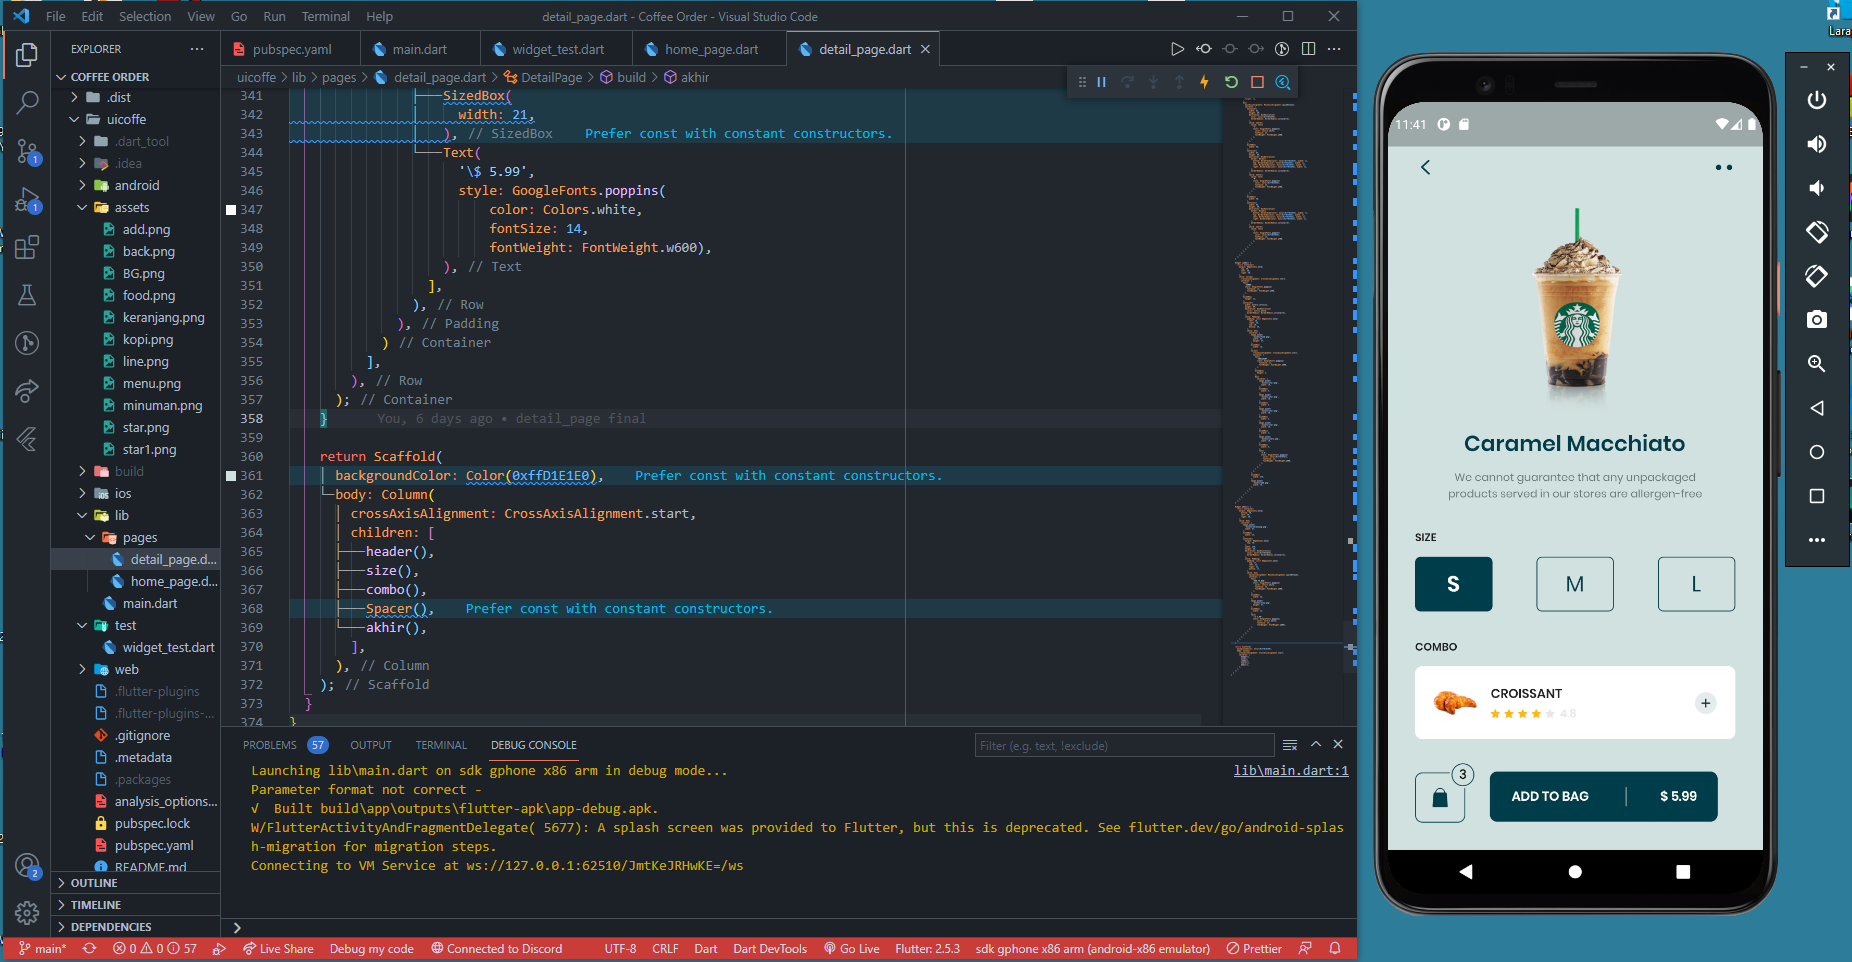 File Edit Selection View Go Run Terminal Help
detail_page.dart - Coffee Order - Visual Studio Code
EXPLORER
COFFEE ORDER
.dist
uicoffe
.dart_tool
.idea
android
assets
add.png
back.png
BG.png
food.png
keranjang.png
kopi.png
line.png
menu.png
minuman.png
star.png
star1.png
build
ios
lib
pages
detail_page.d...
home_page.d...
main.dart
test
widget_test.dart
web
.flutter-plugins
.flutter-plugins-...
.gitignore
.metadata
.packages
analysis_options...
pubspec.lock
pubspec.yaml
README.md
OUTLINE
TIMELINE
DEPENDENCIES
1
1
2
pubspec.yaml main.dart widget_test.dart home_page.dart detail_page.dart
uicoffe > lib > pages > detail_page.dart > DetailPage > build > akhir
341 SizedBox(
342 width: 21,
343 ), // SizedBox Prefer const with constant constructors.
344 Text(
345 '\$ 5.99',
346 style: GoogleFonts.poppins(
347 color: Colors.white,
348 fontSize: 14,
349 fontWeight: FontWeight.w600),
350 ), // Text
351 ],
352 ), // Row
353 ), // Padding
354 ) // Container
355 ],
356 ), // Row
357 ); // Container
358 } You, 6 days ago • detail_page final
359
360 return Scaffold(
361 backgroundColor: Color(0xffD1E1E0), Prefer const with constant constructors.
362 body: Column(
363 crossAxisAlignment: CrossAxisAlignment.start,
364 children: [
365 header(),
366 size(),
367 combo(),
368 Spacer(), Prefer const with constant constructors.
369 akhir(),
370 ],
371 ), // Column
372 ); // Scaffold
373 }
374 }
PROBLEMS 57 OUTPUT TERMINAL DEBUG CONSOLE
Filter (e.g. text, !exclude)
Launching lib\main.dart on sdk gphone x86 arm in debug mode...
lib\main.dart:1
Parameter format not correct -
√ Built build\app\outputs\flutter-apk\app-debug.apk.
W/FlutterActivityAndFragmentDelegate( 5677): A splash screen was provided to Flutter, but this is deprecated. See flutter.dev/go/android-splas
h-migration for migration steps.
Connecting to VM Service at ws://127.0.0.1:62510/JmtKeJRHwKE=/ws
main* 0 0 57 Live Share Debug my code Connected to Discord UTF-8 CRLF Dart Dart DevTools Go Live Flutter: 2.5.3 sdk gphone x86 arm (android-x86 emulator) Prettier
11:41
Caramel Macchiato
We cannot guarantee that any unpackaged
products served in our stores are allergen-free
SIZE
S M L
COMBO
CROISSANT
4.8
+
3
ADD TO BAG | $ 5.99
Lara